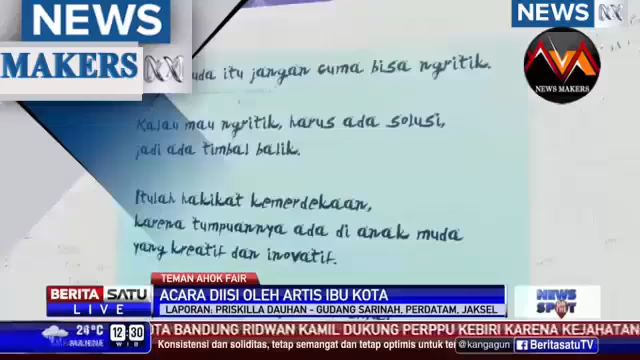 NEWS
MAKERS
NEWS
MAKERS
NEWS MAKERS
uda itu jangan cuma bisa ngritik.
Kalau mau ngritik, harus ada solusi,
jadi ada timbal balik.
Itulah hakikat kemerdekaan,
karena tumpuannya ada di anak muda
yang kreatif dan inovatif.
TEMAN AHOK FAIR
BERITA SATU
LIVE
ACARA DIISI OLEH ARTIS IBU KOTA
LAPORAN: PRISKILLA DAUHAN - GUDANG SARINAH, PERDATAM, JAKSEL
NEWS
SPOT
24°C
12:30
WIB
OTA BANDUNG RIDWAN KAMIL DUKUNG PERPPU KEBIRI KARENA KEJAHATAN
Konsistensi dan soliditas, tetap semangat dan tetap optimis untuk te
@kangagun
BeritasatuTV